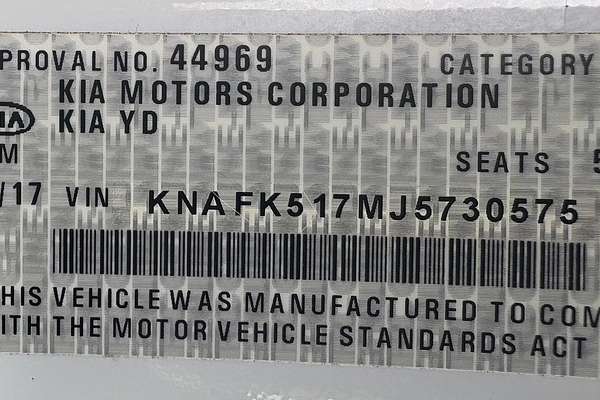 PROVAL NO. 44969 CATEGORY
KIA MOTORS CORPORATION
KIA YD
M SEATS 5
/17 VIN KNAFK517MJ5730575
HIS VEHICLE WAS MANUFACTURED TO COM
ITH THE MOTOR VEHICLE STANDARDS ACT